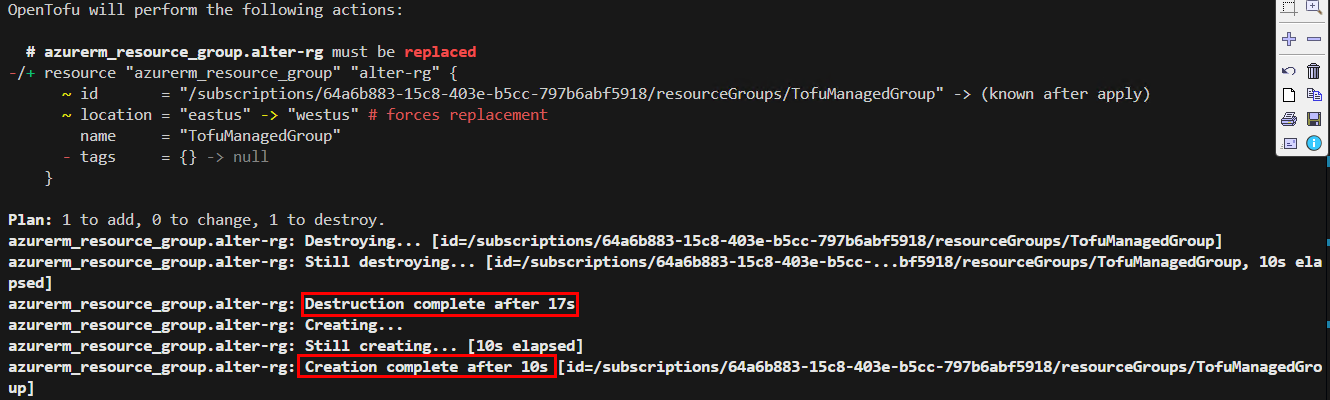 OpenTofu will perform the following actions:
# azurerm_resource_group.alter-rg must be replaced
-/+ resource "azurerm_resource_group" "alter-rg" {
~ id       = "/subscriptions/64a6b883-15c8-403e-b5cc-797b6abf5918/resourceGroups/TofuManagedGroup" -> (known after apply)
~ location = "eastus" -> "westus" # forces replacement
name     = "TofuManagedGroup"
- tags     = {} -> null
}
Plan: 1 to add, 0 to change, 1 to destroy.
azurerm_resource_group.alter-rg: Destroying... [id=/subscriptions/64a6b883-15c8-403e-b5cc-797b6abf5918/resourceGroups/TofuManagedGroup]
azurerm_resource_group.alter-rg: Still destroying... [id=/subscriptions/64a6b883-15c8-403e-b5cc-...bf5918/resourceGroups/TofuManagedGroup, 10s ela
psed]
azurerm_resource_group.alter-rg: Destruction complete after 17s
azurerm_resource_group.alter-rg: Creating...
azurerm_resource_group.alter-rg: Still creating... [10s elapsed]
azurerm_resource_group.alter-rg: Creation complete after 10s [id=/subscriptions/64a6b883-15c8-403e-b5cc-797b6abf5918/resourceGroups/TofuManagedGro
up]